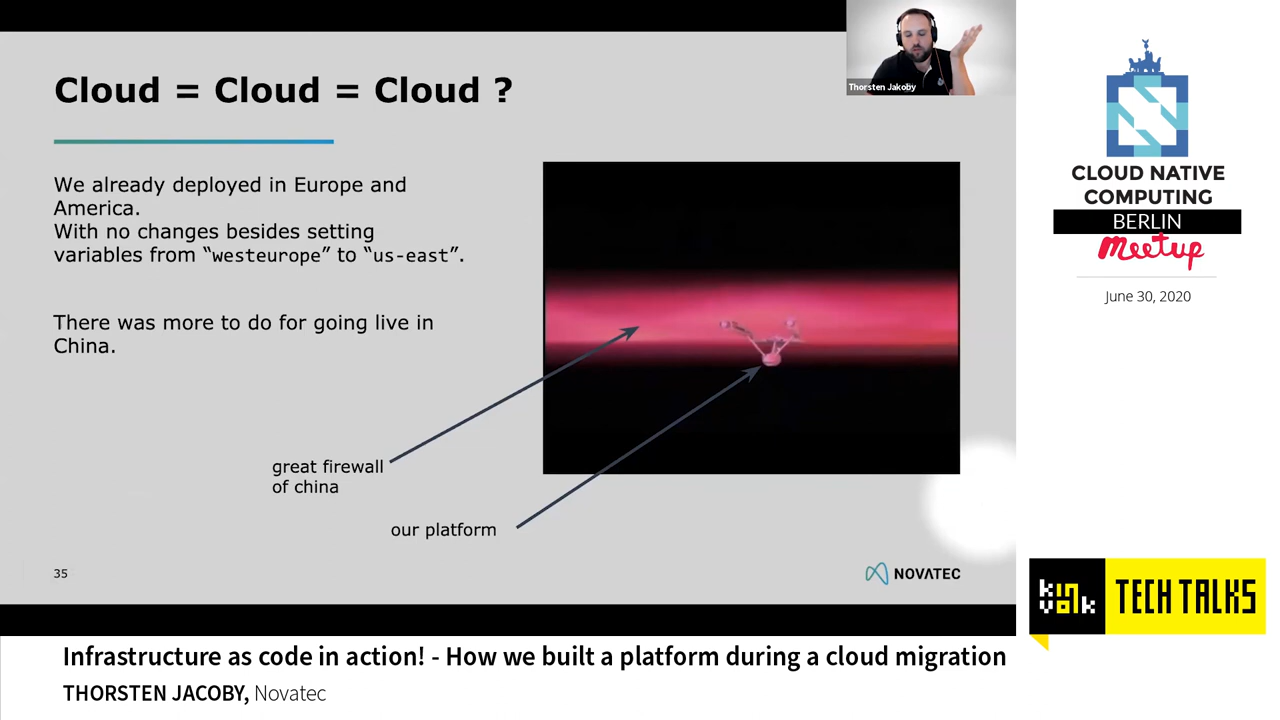 Cloud = Cloud = Cloud ?
We already deployed in Europe and
America.
With no changes besides setting
variables from “westeurope” to “us-east”.
There was more to do for going live in
China.
great firewall
of china
our platform
35
NOVATEC
Thorsten Jakoby
CLOUD NATIVE
COMPUTING
BERLIN
meetup
June 30, 2020
kinvolk
TECH TALKS
Infrastructure as code in action! - How we built a platform during a cloud migration
THORSTEN JACOBY, Novatec